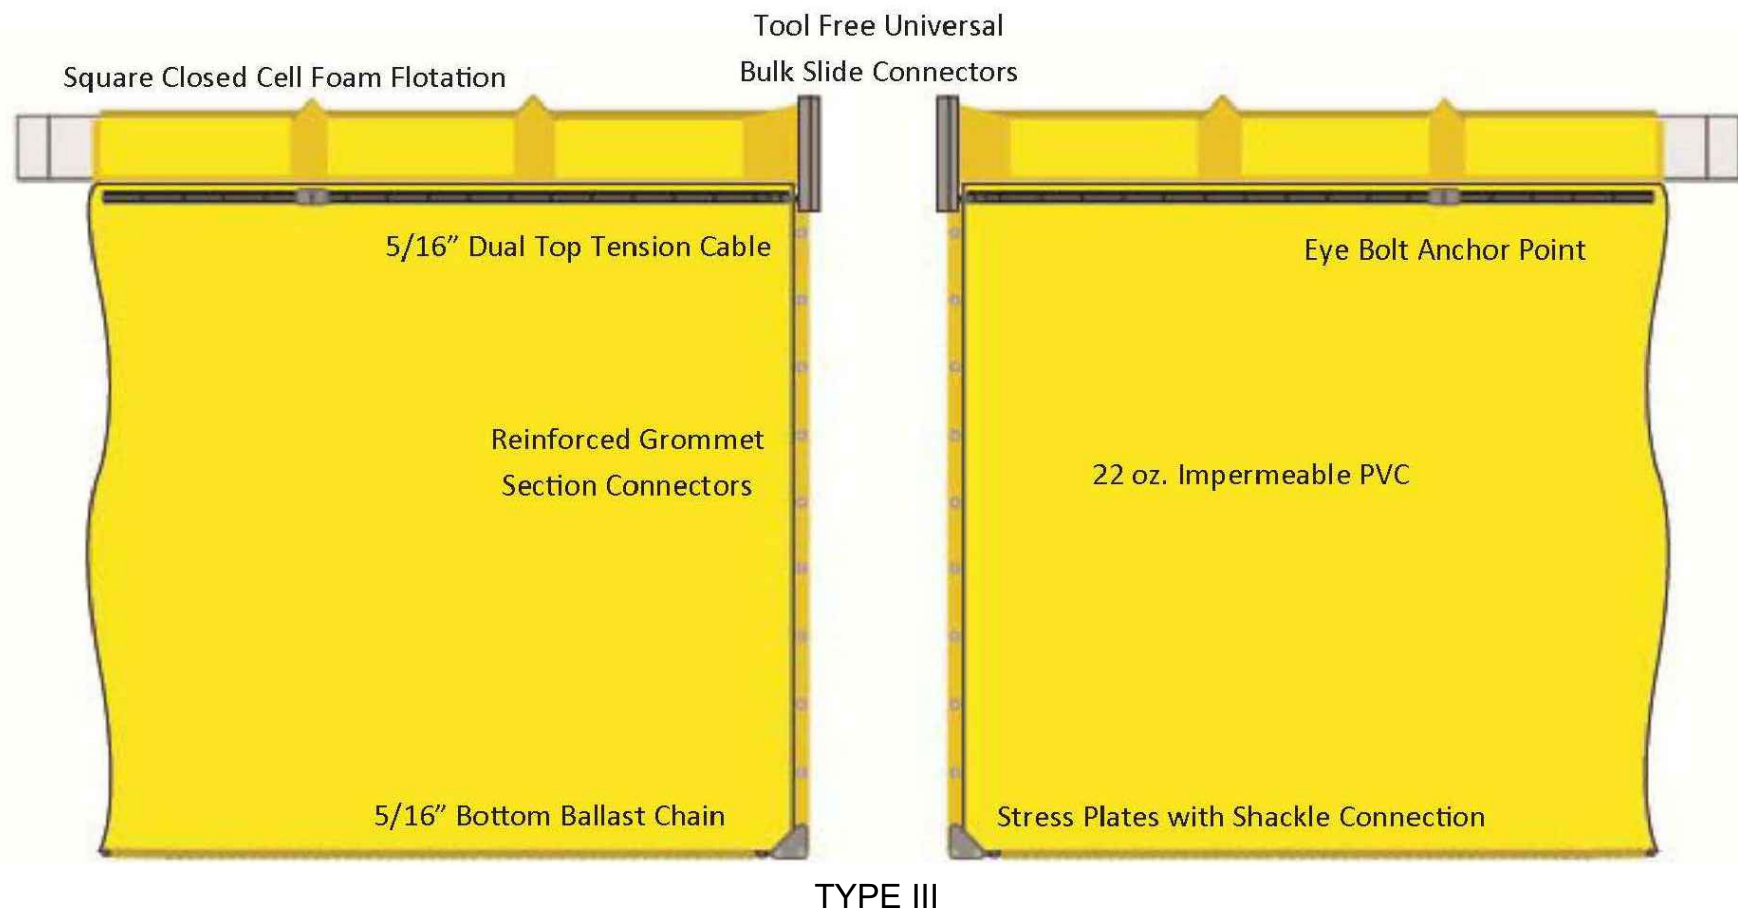 Tool Free Universal
Bulk Slide Connectors
Square Closed Cell Foam Flotation
5/16” Dual Top Tension Cable
Eye Bolt Anchor Point
Reinforced Grommet
Section Connectors
22 oz. Impermeable PVC
5/16” Bottom Ballast Chain
Stress Plates with Shackle Connection
TYPE III